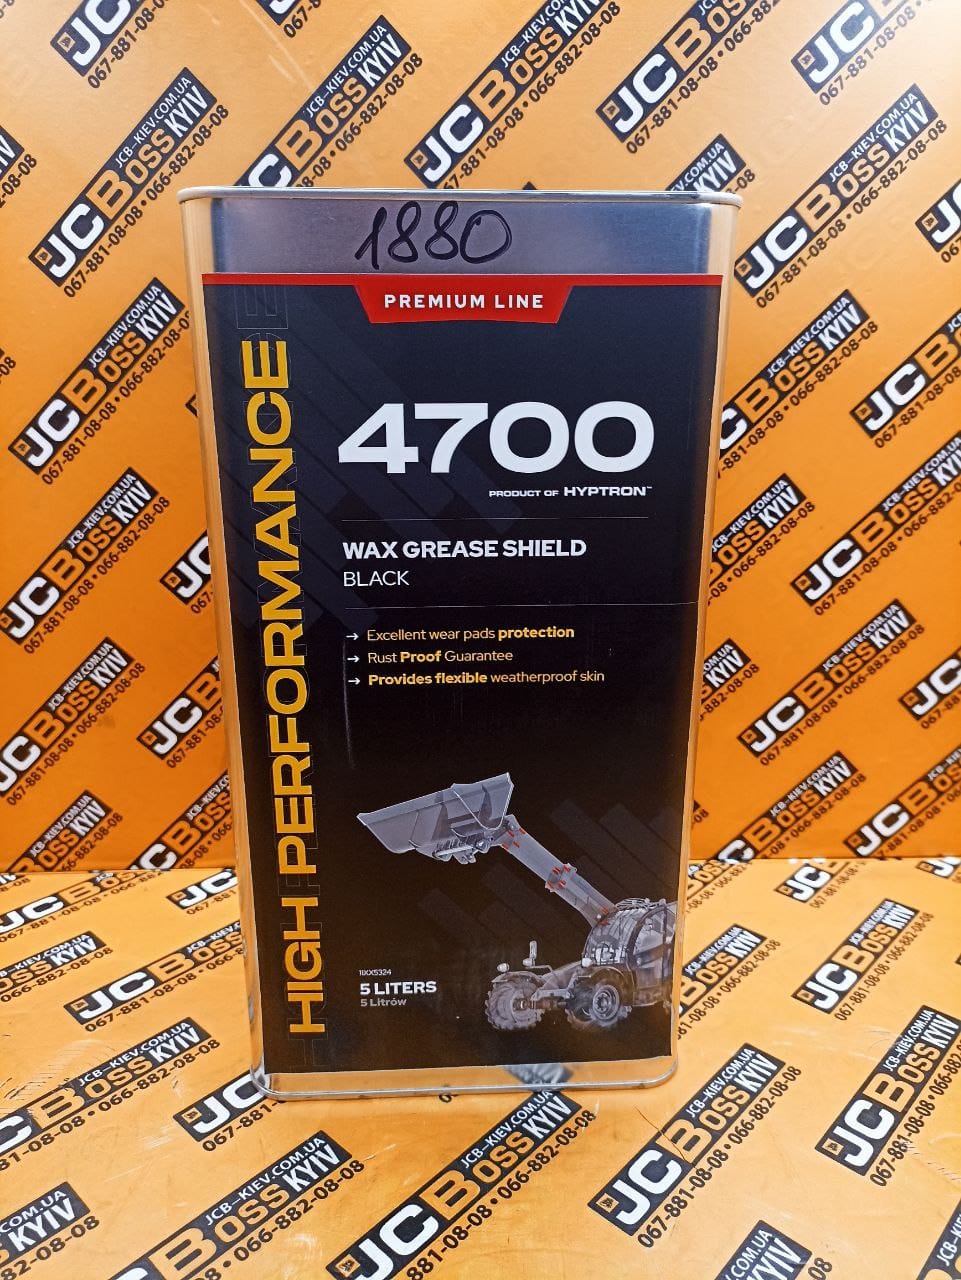 1880
PREMIUM LINE
HIGH PERFORMANCE
4700
PRODUCT OF HYPTRON™
WAX GREASE SHIELD
BLACK
→ Excellent wear pads protection
→ Rust Proof Guarantee
→ Provides flexible weatherproof skin
18XX5324
5 LITERS
5 Litrów
JCB-KIEV.COM.UA
JCBOSS KYIV
067-881-08-08 • 066-882-08-08